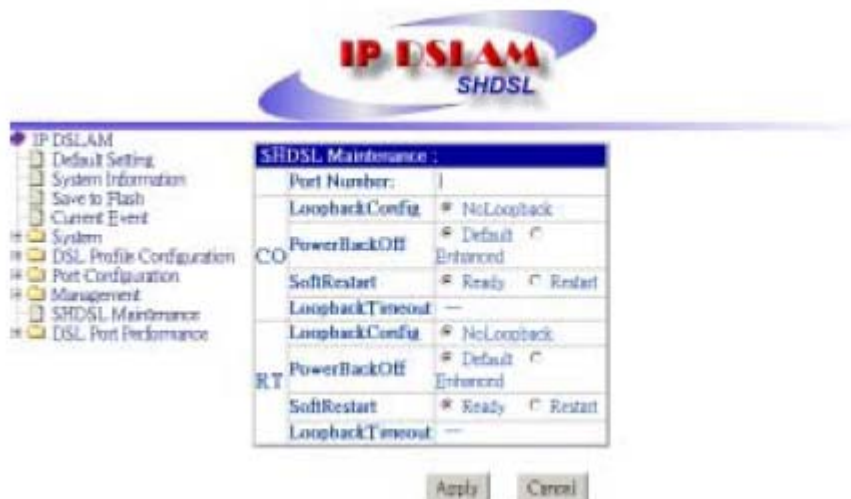 IP DSLAM
SHDSL
IP DSLAM
Default Setting
System Information
Save to Flash
Current Event
System
DSL Profile Configuration
Port Configuration
Management
SHDSL Maintenance
DSL Port Performance
SHDSL Maintenance :
Port Number: 1
CO
LoopbackConfig NoLoopback
PowerBackOff Default Enhanced
SoftRestart Ready Restart
LoopbackTimeout ---
RT
LoopbackConfig NoLoopback
PowerBackOff Default Enhanced
SoftRestart Ready Restart
LoopbackTimeout ---
Apply Cancel